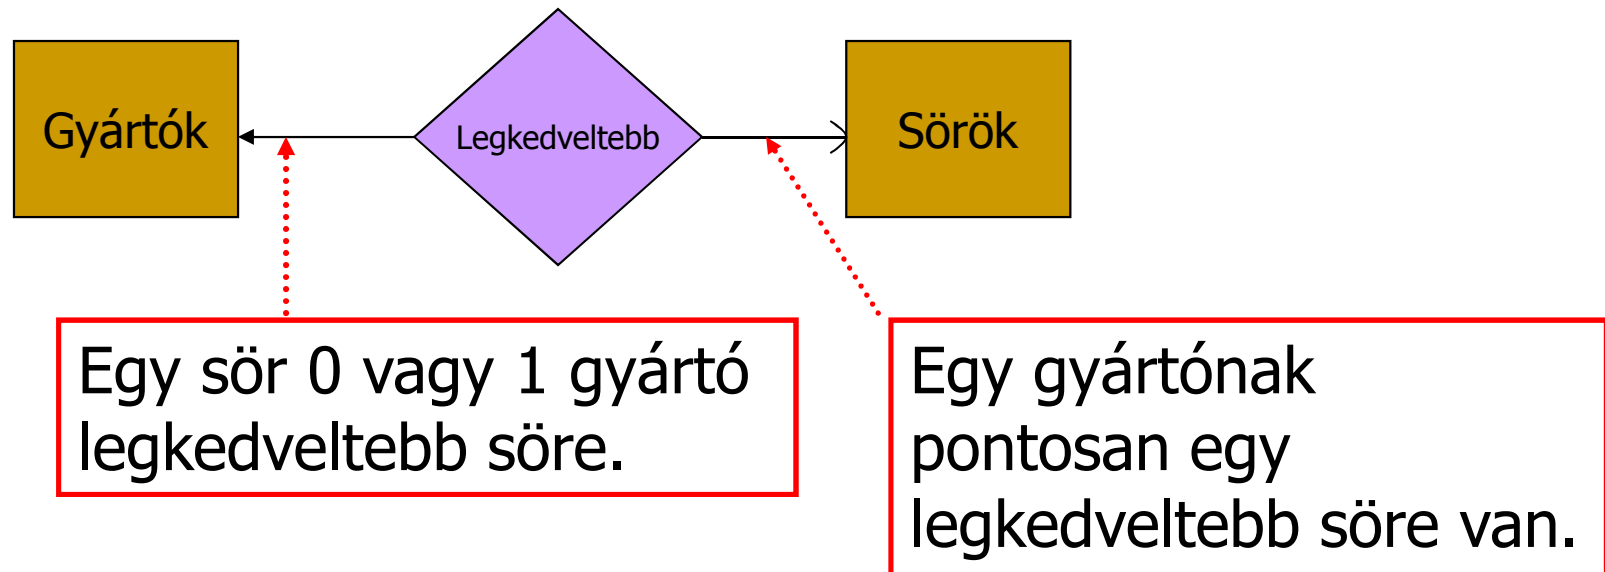 Gyártók
Legkedveltebb
Sörök
Egy sör 0 vagy 1 gyártó
legkedveltebb söre.
Egy gyártónak
pontosan egy
legkedveltebb söre van.